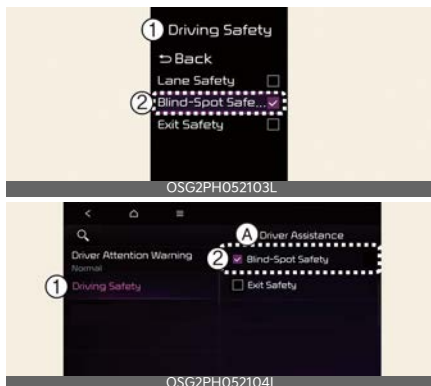 ① Driving Safety
⮌ Back
Lane Safety
② Blind-Spot Safe...
Exit Safety
OSG2PH052103L
Ⓐ Driver Assistance
Driver Attention Warning
Normal
② Blind-Spot Safety
① Driving Safety
Exit Safety
OSG2PH052104L